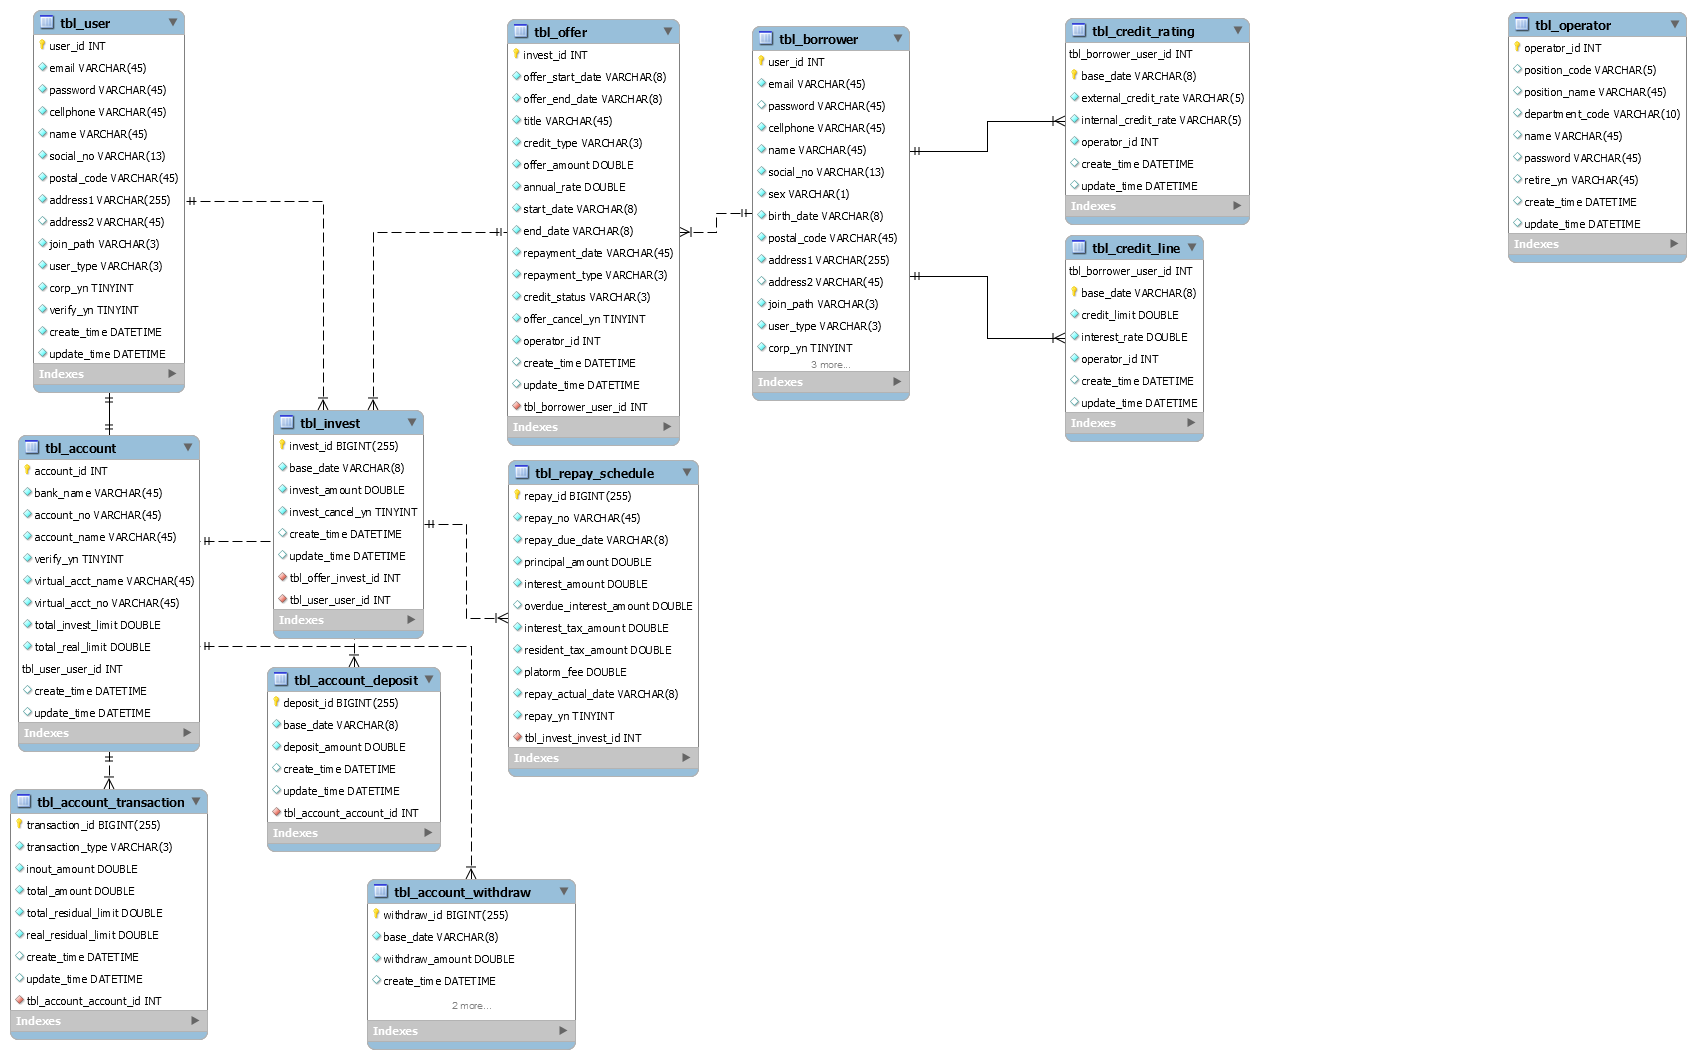 tbl_user
user_id INT
email VARCHAR(45)
password VARCHAR(45)
cellphone VARCHAR(45)
name VARCHAR(45)
social_no VARCHAR(13)
postal_code VARCHAR(45)
address1 VARCHAR(255)
address2 VARCHAR(45)
join_path VARCHAR(3)
user_type VARCHAR(3)
corp_yn TINYINT
verify_yn TINYINT
create_time DATETIME
update_time DATETIME
Indexes
tbl_account
account_id INT
bank_name VARCHAR(45)
account_no VARCHAR(45)
account_name VARCHAR(45)
verify_yn TINYINT
virtual_acct_name VARCHAR(45)
virtual_acct_no VARCHAR(45)
total_invest_limit DOUBLE
total_real_limit DOUBLE
tbl_user_user_id INT
create_time DATETIME
update_time DATETIME
Indexes
tbl_account_transaction
transaction_id BIGINT(255)
transaction_type VARCHAR(3)
inout_amount DOUBLE
total_amount DOUBLE
total_residual_limit DOUBLE
real_residual_limit DOUBLE
create_time DATETIME
update_time DATETIME
tbl_account_account_id INT
Indexes
tbl_invest
invest_id BIGINT(255)
base_date VARCHAR(8)
invest_amount DOUBLE
invest_cancel_yn TINYINT
create_time DATETIME
update_time DATETIME
tbl_offer_invest_id INT
tbl_user_user_id INT
Indexes
tbl_account_deposit
deposit_id BIGINT(255)
base_date VARCHAR(8)
deposit_amount DOUBLE
create_time DATETIME
update_time DATETIME
tbl_account_account_id INT
Indexes
tbl_account_withdraw
withdraw_id BIGINT(255)
base_date VARCHAR(8)
withdraw_amount DOUBLE
create_time DATETIME
2 more...
Indexes
tbl_offer
invest_id INT
offer_start_date VARCHAR(8)
offer_end_date VARCHAR(8)
title VARCHAR(45)
credit_type VARCHAR(3)
offer_amount DOUBLE
annual_rate DOUBLE
start_date VARCHAR(8)
end_date VARCHAR(8)
repayment_date VARCHAR(45)
repayment_type VARCHAR(3)
credit_status VARCHAR(3)
offer_cancel_yn TINYINT
operator_id INT
create_time DATETIME
update_time DATETIME
tbl_borrower_user_id INT
Indexes
tbl_repay_schedule
repay_id BIGINT(255)
repay_no VARCHAR(45)
repay_due_date VARCHAR(8)
principal_amount DOUBLE
interest_amount DOUBLE
overdue_interest_amount DOUBLE
interest_tax_amount DOUBLE
resident_tax_amount DOUBLE
platorm_fee DOUBLE
repay_actual_date VARCHAR(8)
repay_yn TINYINT
tbl_invest_invest_id INT
Indexes
tbl_borrower
user_id INT
email VARCHAR(45)
password VARCHAR(45)
cellphone VARCHAR(45)
name VARCHAR(45)
social_no VARCHAR(13)
sex VARCHAR(1)
birth_date VARCHAR(8)
postal_code VARCHAR(45)
address1 VARCHAR(255)
address2 VARCHAR(45)
join_path VARCHAR(3)
user_type VARCHAR(3)
corp_yn TINYINT
3 more...
Indexes
tbl_credit_rating
tbl_borrower_user_id INT
base_date VARCHAR(8)
external_credit_rate VARCHAR(5)
internal_credit_rate VARCHAR(5)
operator_id INT
create_time DATETIME
update_time DATETIME
Indexes
tbl_credit_line
tbl_borrower_user_id INT
base_date VARCHAR(8)
credit_limit DOUBLE
interest_rate DOUBLE
operator_id INT
create_time DATETIME
update_time DATETIME
Indexes
tbl_operator
operator_id INT
position_code VARCHAR(5)
position_name VARCHAR(45)
department_code VARCHAR(10)
name VARCHAR(45)
password VARCHAR(45)
retire_yn VARCHAR(45)
create_time DATETIME
update_time DATETIME
Indexes